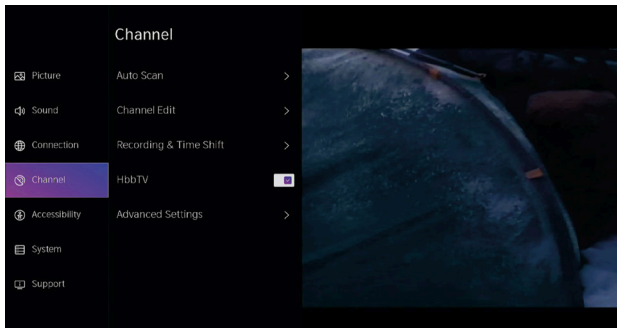 Channel
Picture
Sound
Connection
Channel
Accessibility
System
Support
Auto Scan
Channel Edit
Recording & Time Shift
HbbTV
Advanced Settings